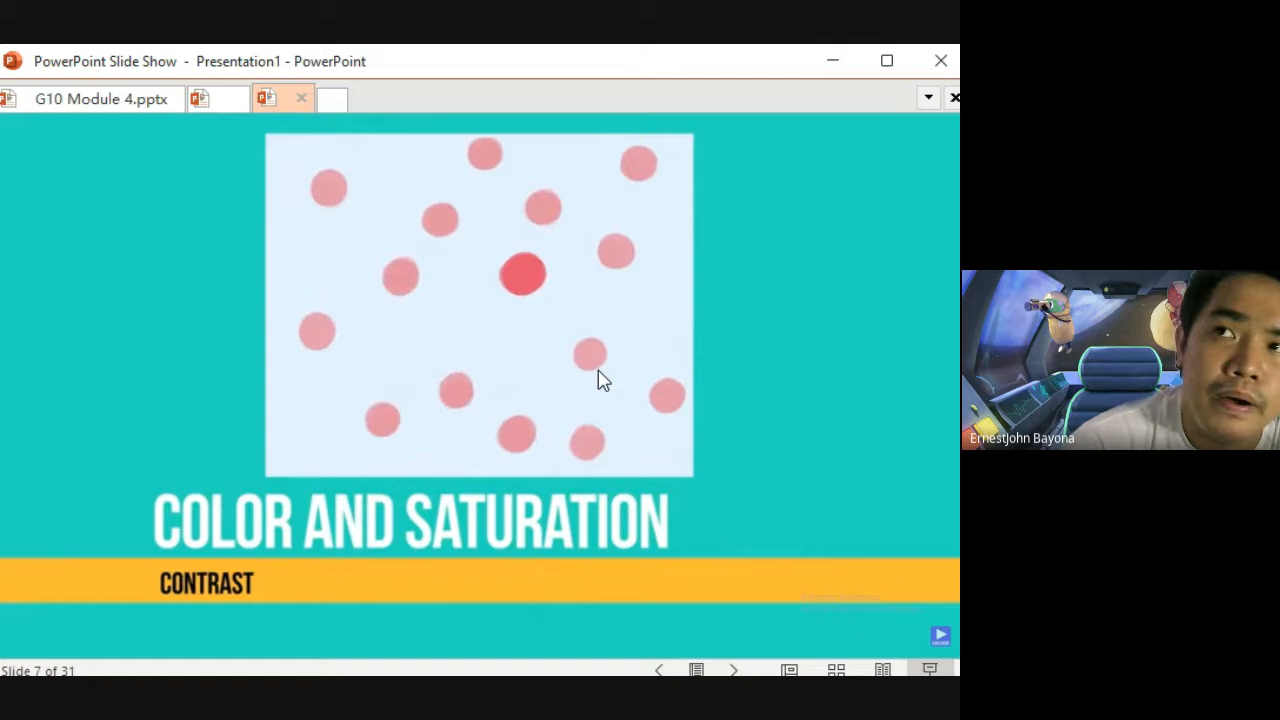 PowerPoint Slide Show - Presentation1 - PowerPoint
G10 Module 4.pptx
COLOR AND SATURATION
CONTRAST
ErnestJohn Bayona
Slide 7 of 31